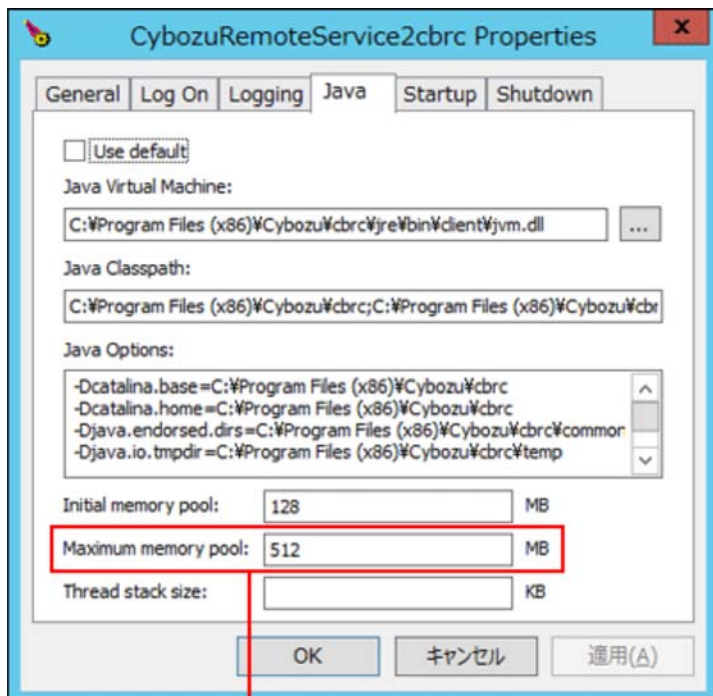 CybozuRemoteService2cbrc Properties
x
General Log On Logging Java Startup Shutdown
Use default
Java Virtual Machine:
C:¥Program Files (x86)¥Cybozu¥cbrc¥jre¥bin¥client¥jvm.dll ...
Java Classpath:
C:¥Program Files (x86)¥Cybozu¥cbrc;C:¥Program Files (x86)¥Cybozu¥cbr
Java Options:
-Dcatalina.base=C:¥Program Files (x86)¥Cybozu¥cbrc
-Dcatalina.home=C:¥Program Files (x86)¥Cybozu¥cbrc
-Djava.endorsed.dirs=C:¥Program Files (x86)¥Cybozu¥cbrc¥common
-Djava.io.tmpdir=C:¥Program Files (x86)¥Cybozu¥cbrc¥temp
Initial memory pool: 128 MB
Maximum memory pool: 512 MB
Thread stack size: KB
OK キャンセル 適用(A)